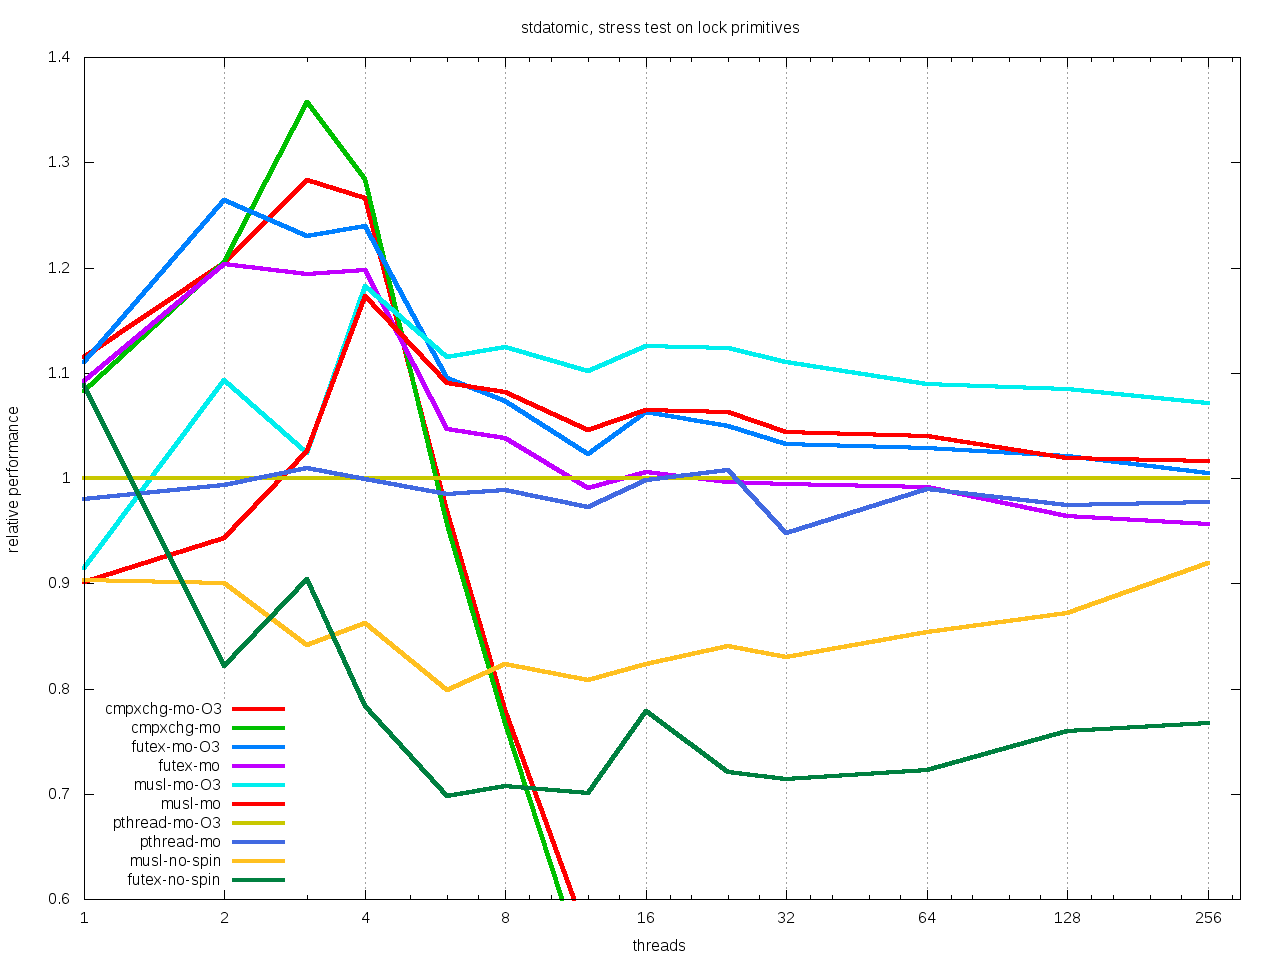 stdatomic, stress test on lock primitives
1.4
1.3
1.2
1.1
1
0.9
0.8
0.7
0.6
relative performance
cmpxchg-mo-O3
cmpxchg-mo
futex-mo-O3
futex-mo
musl-mo-O3
musl-mo
pthread-mo-O3
pthread-mo
musl-no-spin
futex-no-spin
1 2 4 8 16 32 64 128 256
threads